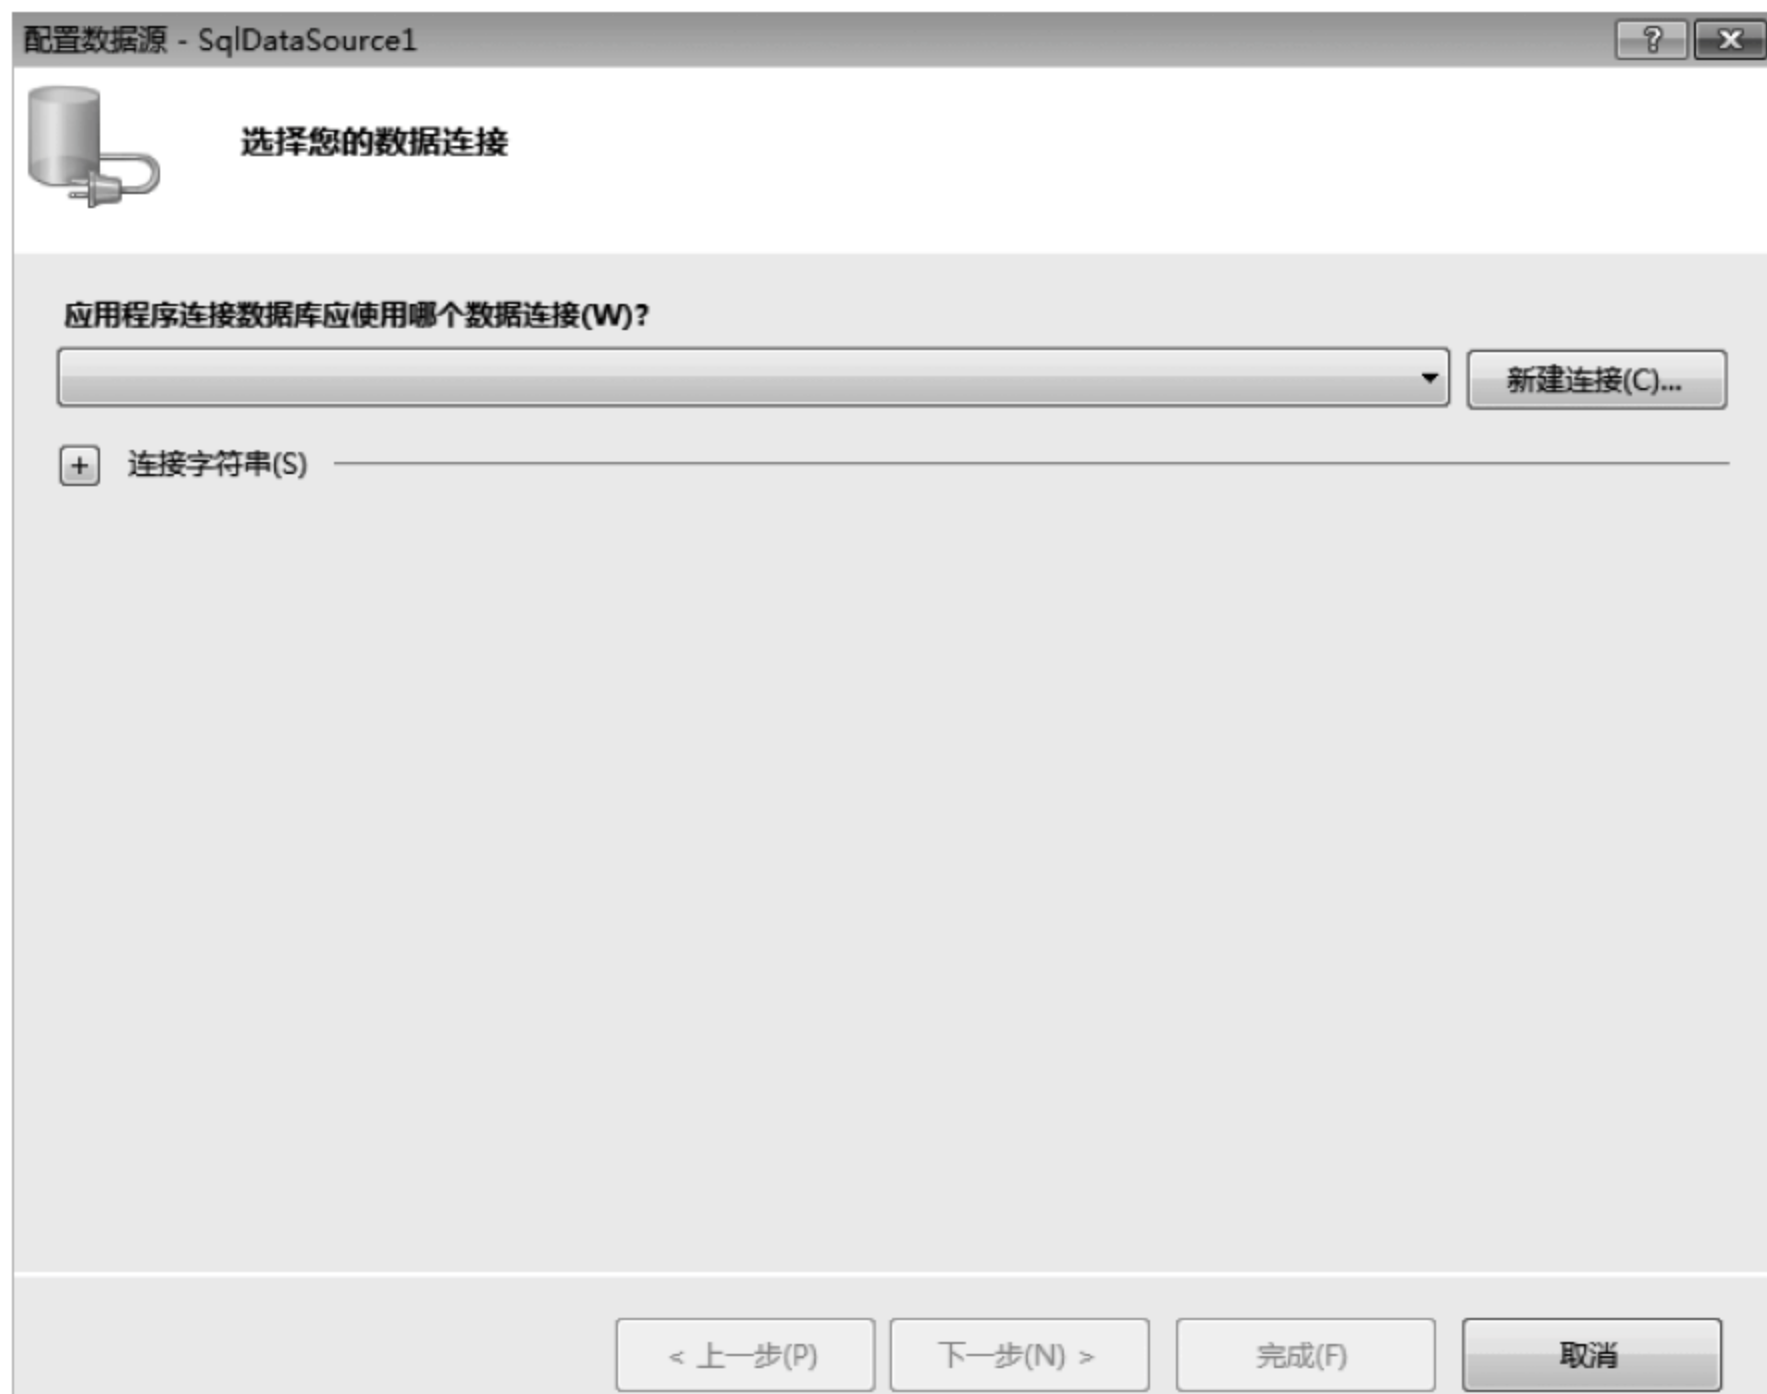 配置数据源 - SqlDataSource1
选择您的数据连接
应用程序连接数据库应使用哪个数据连接(W)?
新建连接(C)...
+ 连接字符串(S)
< 上一步(P) 下一步(N) > 完成(F) 取消